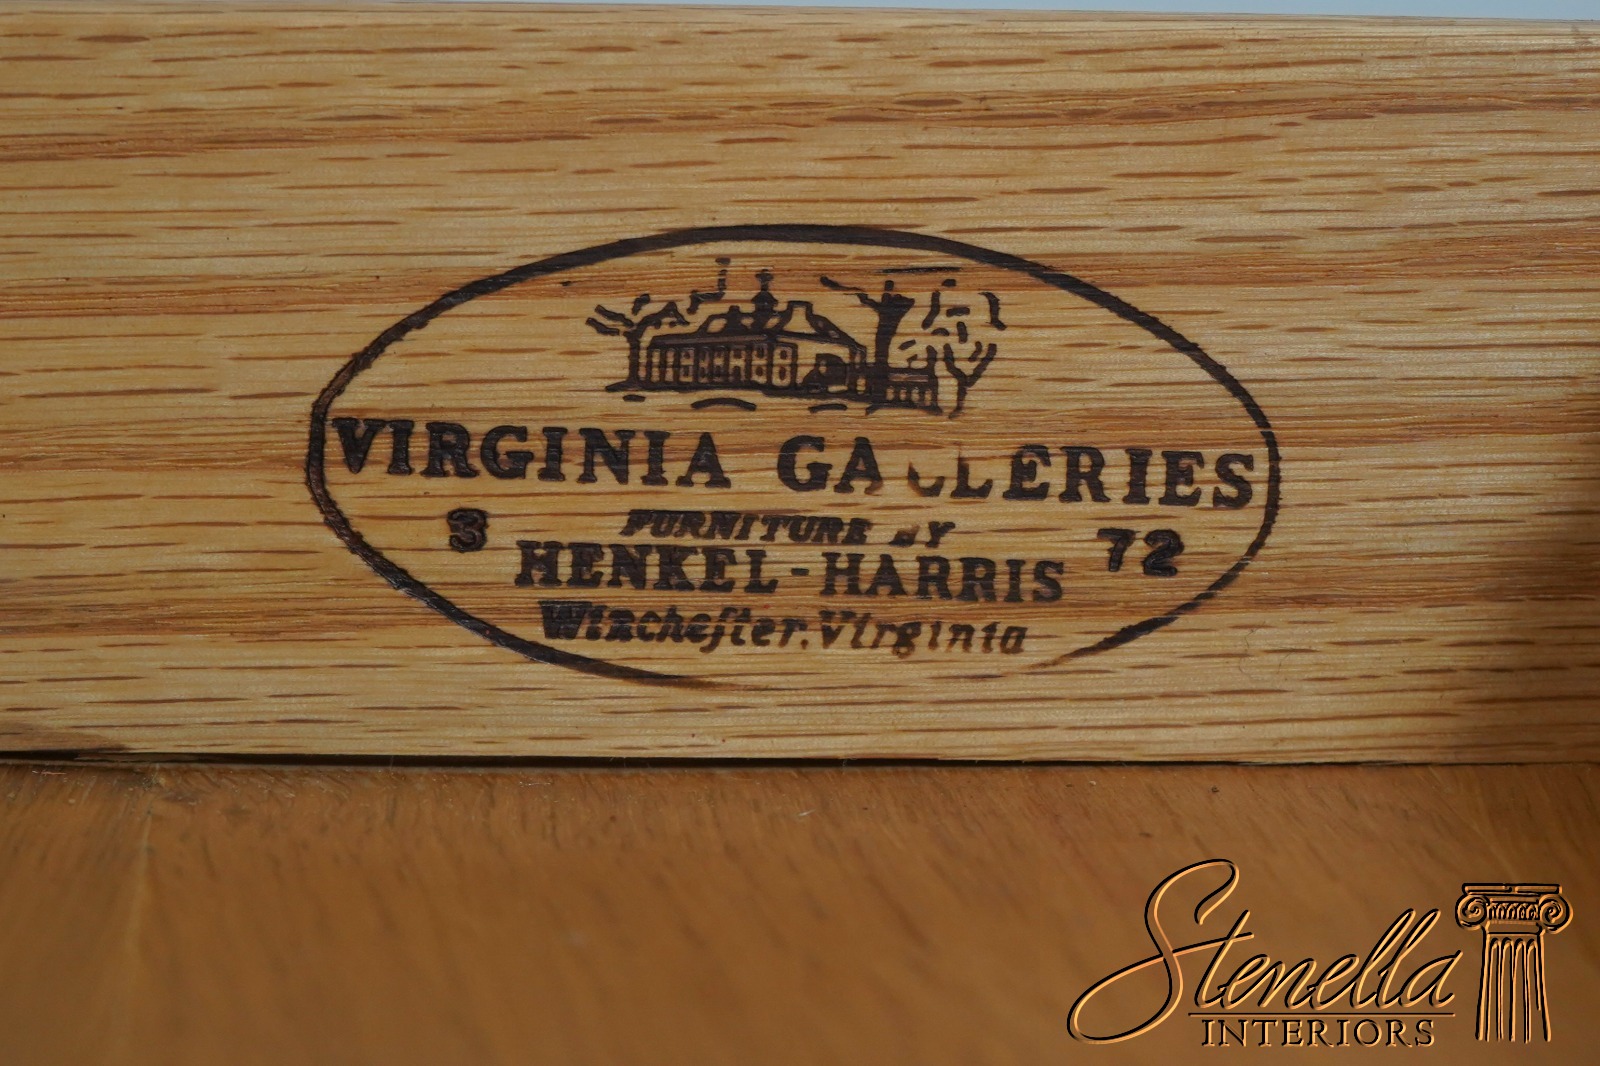 VIRGINIA GALLERIES
3 72
FURNITURE BY
HENKEL-HARRIS
Winchester, Virginia
Stenella
INTERIORS